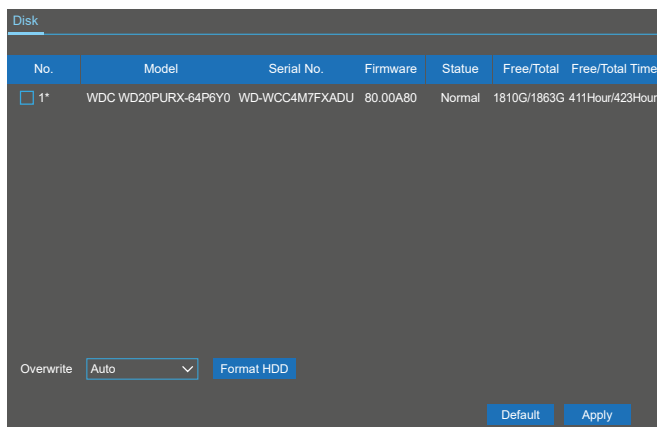 Disk
No. Model Serial No. Firmware Statue Free/Total Free/Total Time
1* WDC WD20PURX-64P6Y0 WD-WCC4M7FXADU 80.00A80 Normal 1810G/1863G 411Hour/423Hour
Overwrite Auto Format HDD
Default Apply